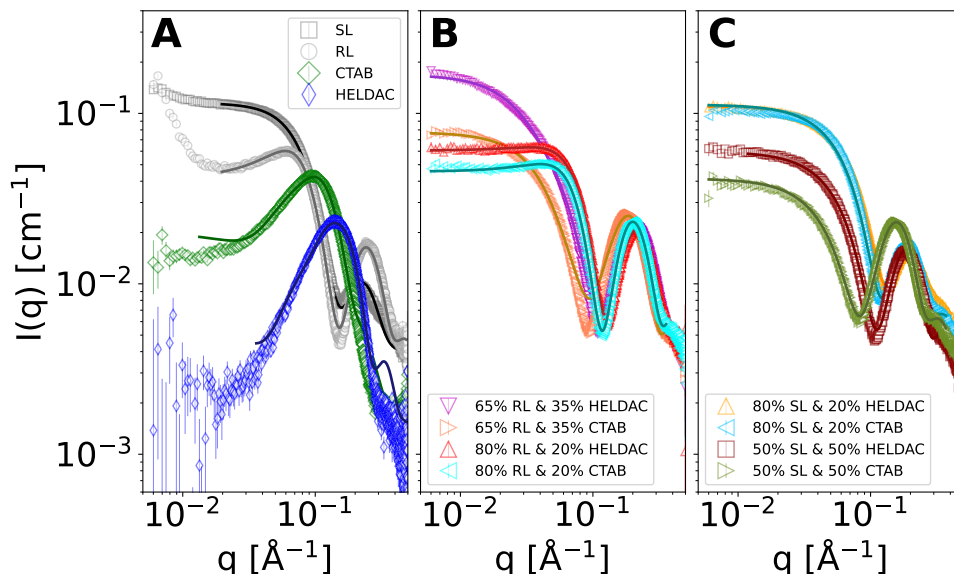 A
SL
RL
CTAB
HELDAC
B
65% RL & 35% HELDAC
65% RL & 35% CTAB
80% RL & 20% HELDAC
80% RL & 20% CTAB
C
80% SL & 20% HELDAC
80% SL & 20% CTAB
50% SL & 50% HELDAC
50% SL & 50% CTAB
I(q) [cm⁻¹]
10⁻¹
10⁻²
10⁻³
10⁻² 10⁻¹
10⁻² 10⁻¹
10⁻² 10⁻¹
q [Å⁻¹]
q [Å⁻¹]
q [Å⁻¹]